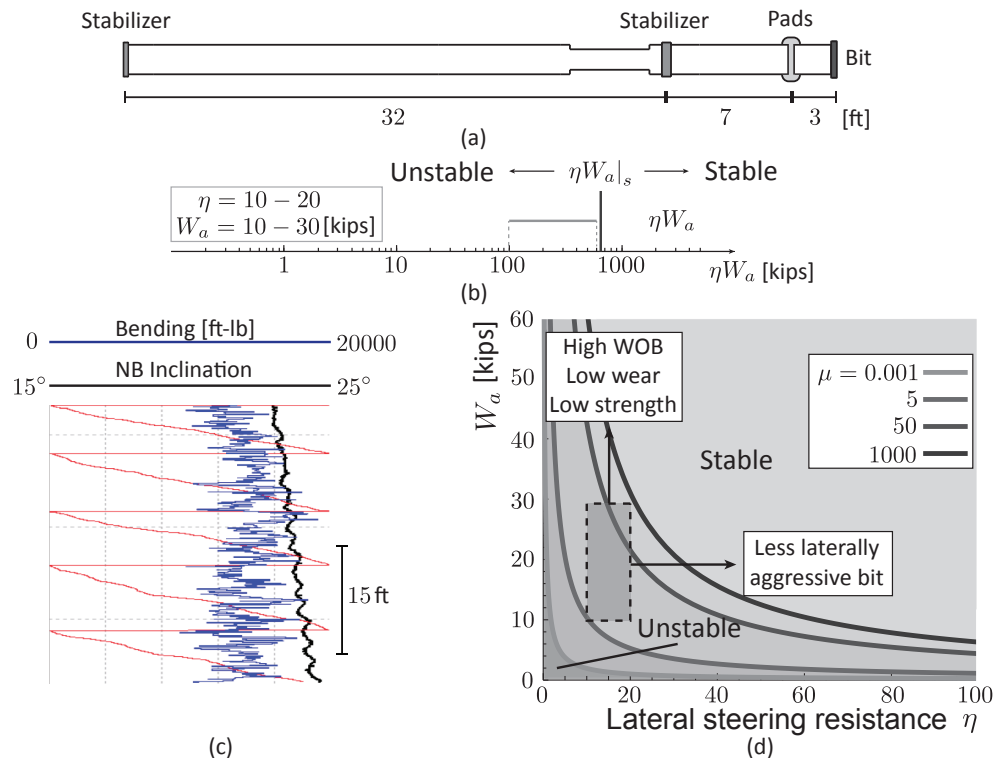 Stabilizer
Stabilizer
Pads
Bit
32
7
3
[ft]
(a)
Unstable
ηW_a|_s
Stable
η = 10 − 20
W_a = 10 − 30 [kips]
ηW_a
1
10
100
1000
ηW_a [kips]
(b)
0
Bending [ft-lb]
20000
15°
NB Inclination
25°
15 ft
(c)
W_a [kips]
60
50
40
30
20
10
0
High WOB
Low wear
Low strength
μ = 0.001
5
50
1000
Stable
Less laterally
aggressive bit
Unstable
0
20
40
60
80
100
Lateral steering resistance η
(d)